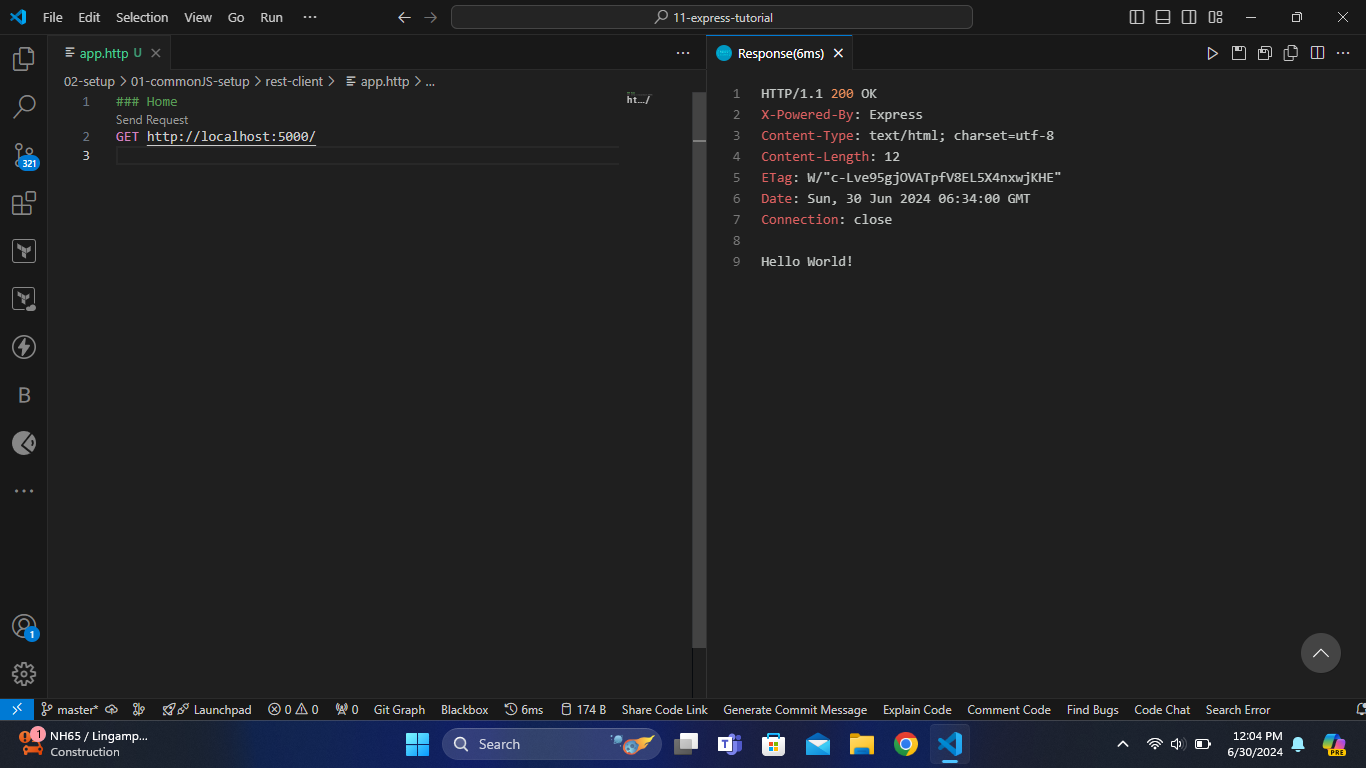 File Edit Selection View Go Run ···
11-express-tutorial
app.http U
Response(6ms)
02-setup > 01-commonJS-setup > rest-client > app.http > ...
1 ### Home
Send Request
2 GET http://localhost:5000/
3
ht.../
1 HTTP/1.1 200 OK
2 X-Powered-By: Express
3 Content-Type: text/html; charset=utf-8
4 Content-Length: 12
5 ETag: W/"c-Lve95gjOVATpfV8EL5X4nxwjKHE"
6 Date: Sun, 30 Jun 2024 06:34:00 GMT
7 Connection: close
8
9 Hello World!
321
B
1
master* Launchpad 0 0 0 Git Graph Blackbox 6ms 174 B Share Code Link Generate Commit Message Explain Code Comment Code Find Bugs Code Chat Search Error
1
NH65 / Lingamp...
Construction
Search
12:04 PM
6/30/2024
PRE